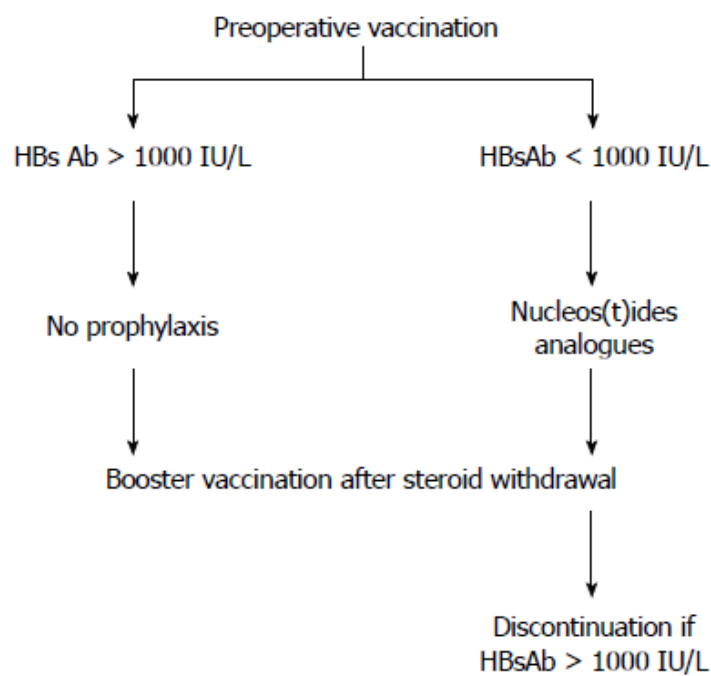 Preoperative vaccination
HBs Ab > 1000 IU/L
HBsAb < 1000 IU/L
No prophylaxis
Nucleos(t)ides
analogues
Booster vaccination after steroid withdrawal
Discontinuation if
HBsAb > 1000 IU/L